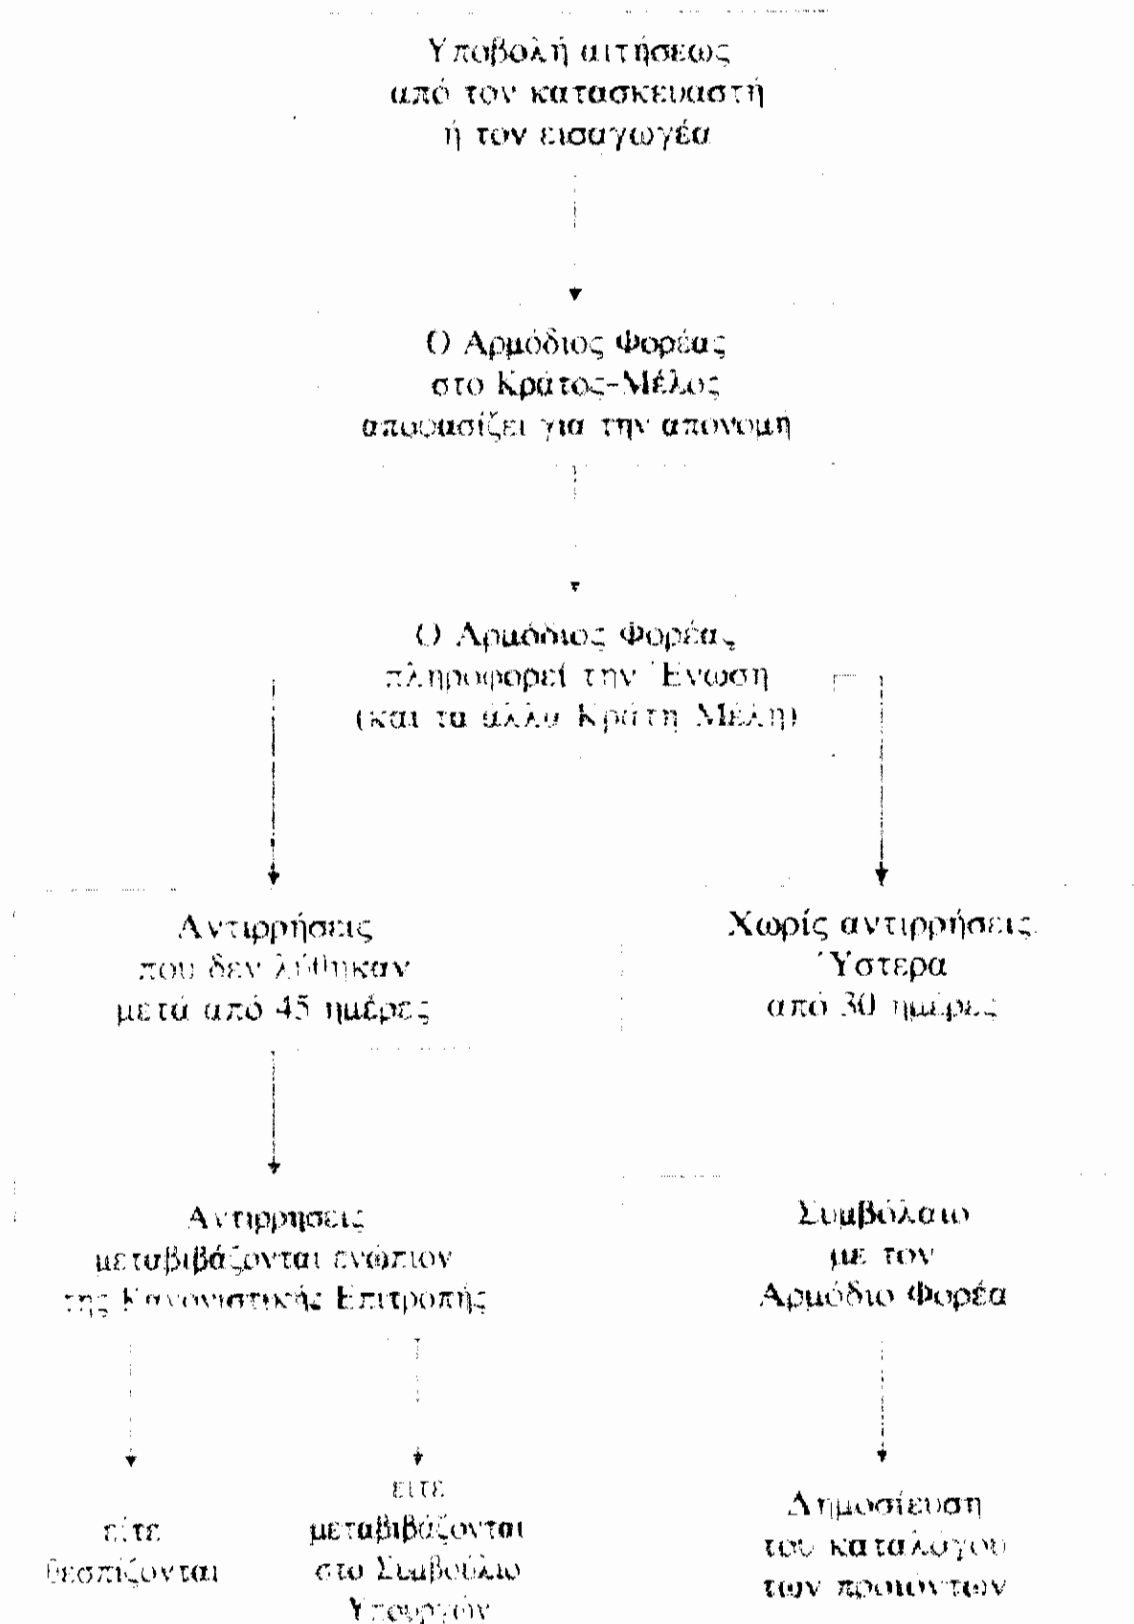 Υποβολή αιτήσεως
από τον κατασκευαστή
ή τον εισαγωγέα
Ο Αρμόδιος Φορέας
στο Κράτος-Μέλος
αποφασίζει για την απονομή
Ο Αρμόδιος Φορέας
πληροφορεί την Ένωση
(και τα άλλα Κράτη Μέλη)
Αντιρρήσεις
που δεν λύθηκαν
μετά από 45 ημέρες
Χωρίς αντιρρήσεις
Ύστερα
από 30 ημέρες
Αντιρρησεις
μεταβιβάζονται ενώπιον
της Κανονιστικής Επιτροπής
Συμβόλαιο
με τον
Αρμόδιο Φορέα
είτε
θεσπίζονται
ειτε
μεταβιβάζονται
στο Συμβούλιο
Υπουργών
Δημοσίευση
του καταλόγου
των προιόντων